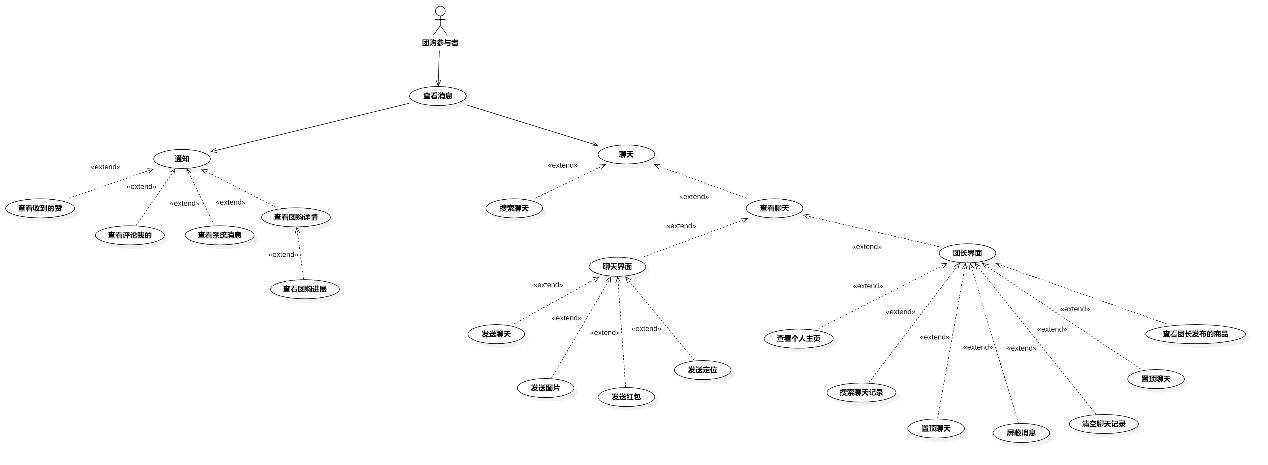 团购参与者
查看消息
通知
聊天
<<extend>>
<<extend>>
<<extend>>
<<extend>>
<<extend>>
<<extend>>
<<extend>>
查看收到的赞
查看评论我的
查看系统消息
查看团购详情
搜索聊天
查看聊天
<<extend>>
查看团购进展
<<extend>>
<<extend>>
聊天界面
团长界面
<<extend>>
<<extend>>
<<extend>>
<<extend>>
发送聊天
发送图片
发送红包
发送定位
<<extend>>
<<extend>>
<<extend>>
<<extend>>
<<extend>>
<<extend>>
<<extend>>
查看个人主页
查看团长发布的商品
搜索聊天记录
置顶聊天
置顶聊天
屏蔽消息
清空聊天记录